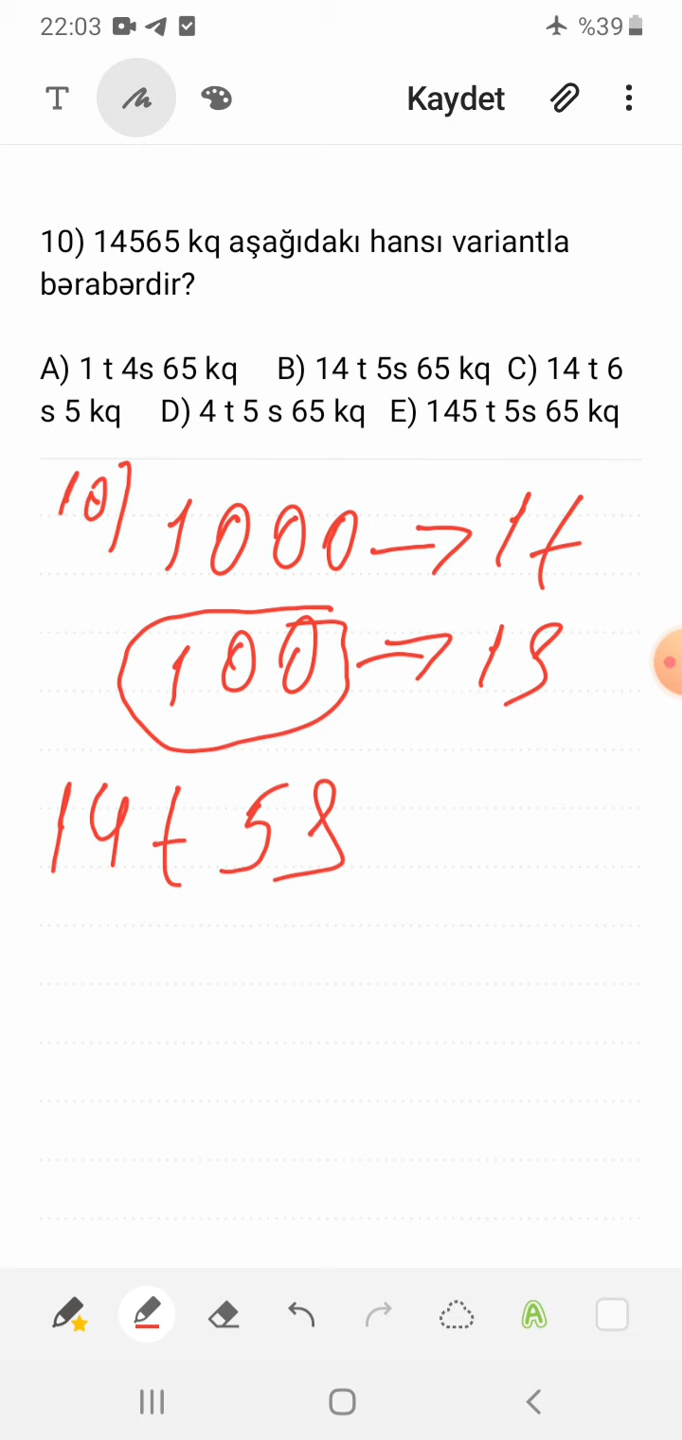 22:03 %39
T Kaydet
10) 14565 kq aşağıdakı hansı variantla
bərabərdir?
A) 1 t 4s 65 kq B) 14 t 5s 65 kq C) 14 t 6
s 5 kq D) 4 t 5 s 65 kq E) 145 t 5s 65 kq
10) 1000 → 1t
100 → 1s
14t 5s
A